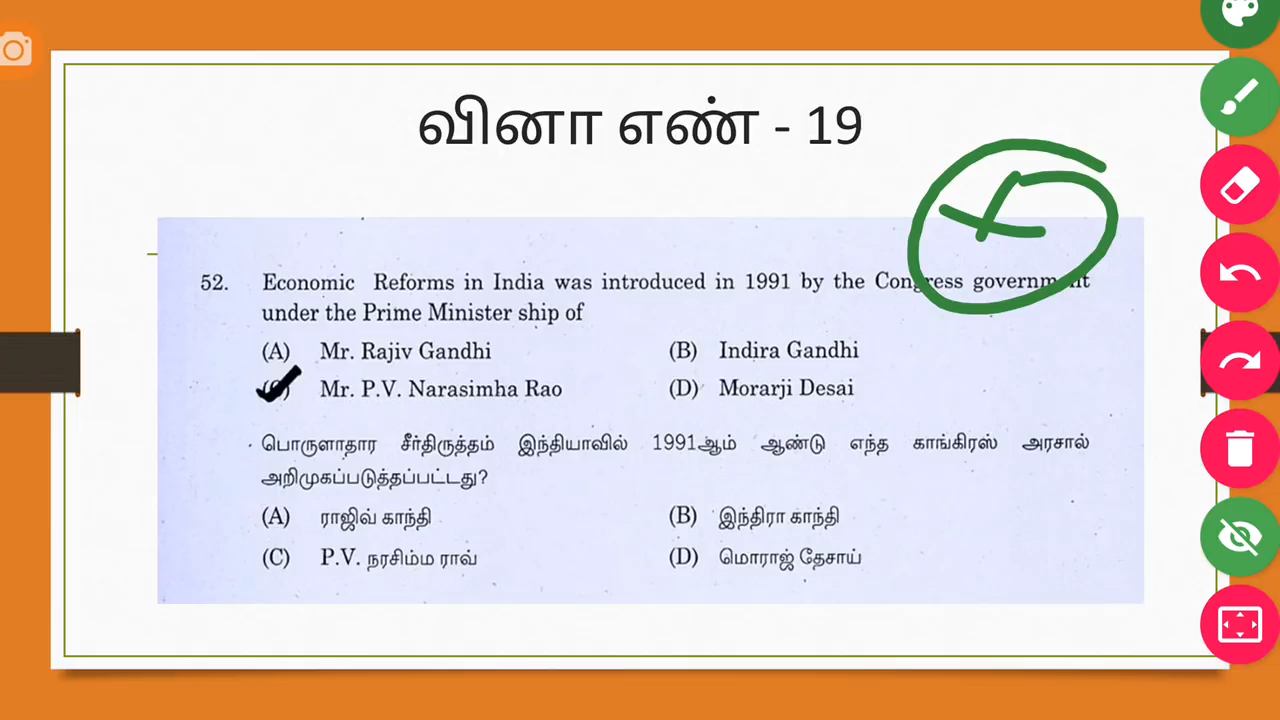 வினா எண் - 19
52. Economic Reforms in India was introduced in 1991 by the Congress government
under the Prime Minister ship of
(A) Mr. Rajiv Gandhi (B) Indira Gandhi
(C) Mr. P.V. Narasimha Rao (D) Morarji Desai
பொருளாதார சீர்திருத்தம் இந்தியாவில் 1991ஆம் ஆண்டு எந்த காங்கிரஸ் அரசால்
அறிமுகப்படுத்தப்பட்டது?
(A) ராஜிவ் காந்தி (B) இந்திரா காந்தி
(C) P.V. நரசிம்ம ராவ் (D) மொராஜ் தேசாய்